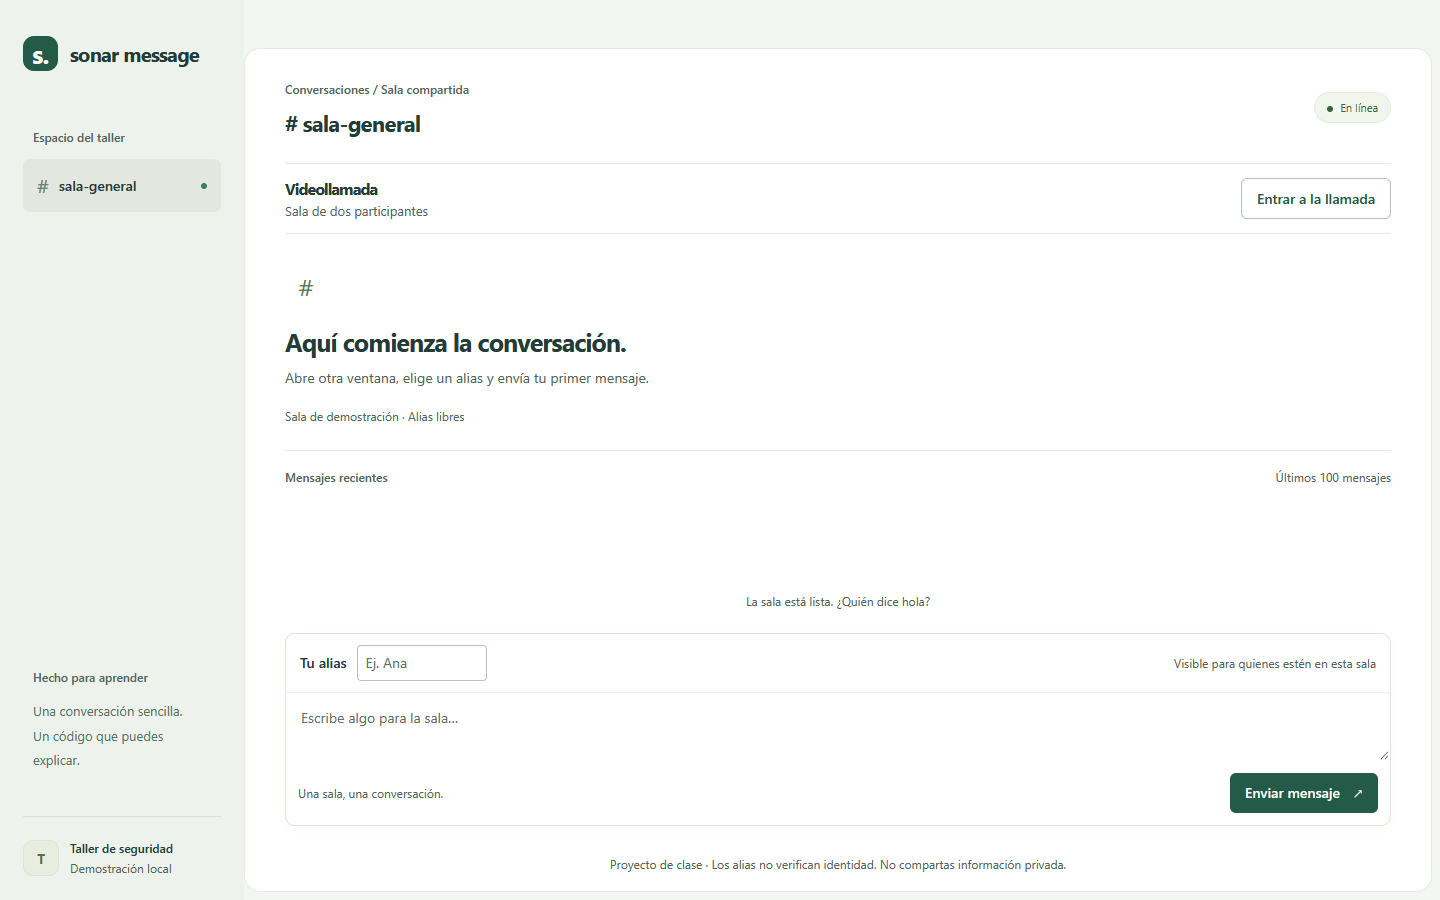 s. sonar message
Espacio del taller
# sala-general
Hecho para aprender
Una conversación sencilla.
Un código que puedes
explicar.
T
Taller de seguridad
Demostración local
Conversaciones / Sala compartida
# sala-general
En línea
Videollamada
Sala de dos participantes
Entrar a la llamada
#
Aquí comienza la conversación.
Abre otra ventana, elige un alias y envía tu primer mensaje.
Sala de demostración · Alias libres
Mensajes recientes
Últimos 100 mensajes
La sala está lista. ¿Quién dice hola?
Tu alias
Ej. Ana
Visible para quienes estén en esta sala
Escribe algo para la sala...
Una sala, una conversación.
Enviar mensaje ↗
Proyecto de clase · Los alias no verifican identidad. No compartas información privada.